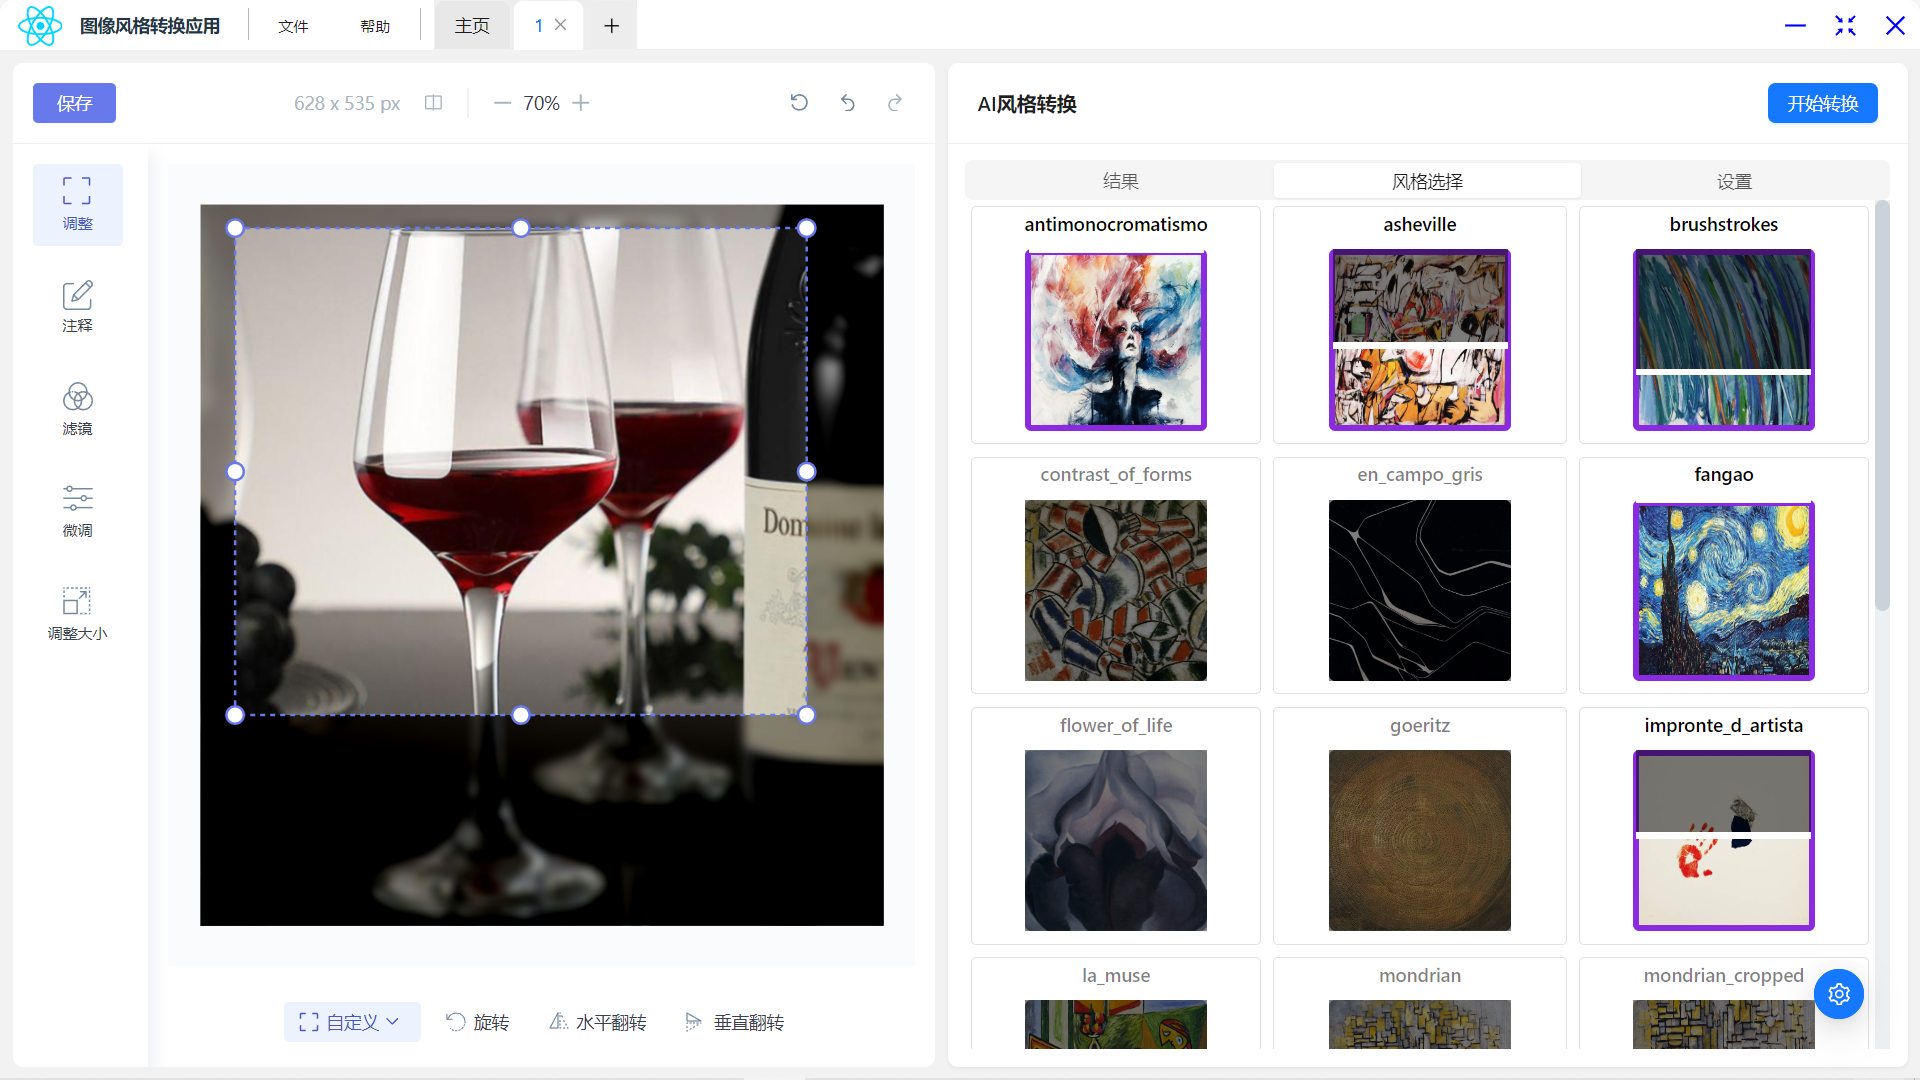 图像风格转换应用
文件
帮助
主页
1
保存
628 x 535 px
70%
AI风格转换
开始转换
调整
注释
滤镜
微调
调整大小
Dom
自定义
旋转
水平翻转
垂直翻转
结果
风格选择
设置
antimonocromatismo
asheville
brushstrokes
contrast_of_forms
en_campo_gris
fangao
flower_of_life
goeritz
impronte_d_artista
la_muse
mondrian
mondrian_cropped